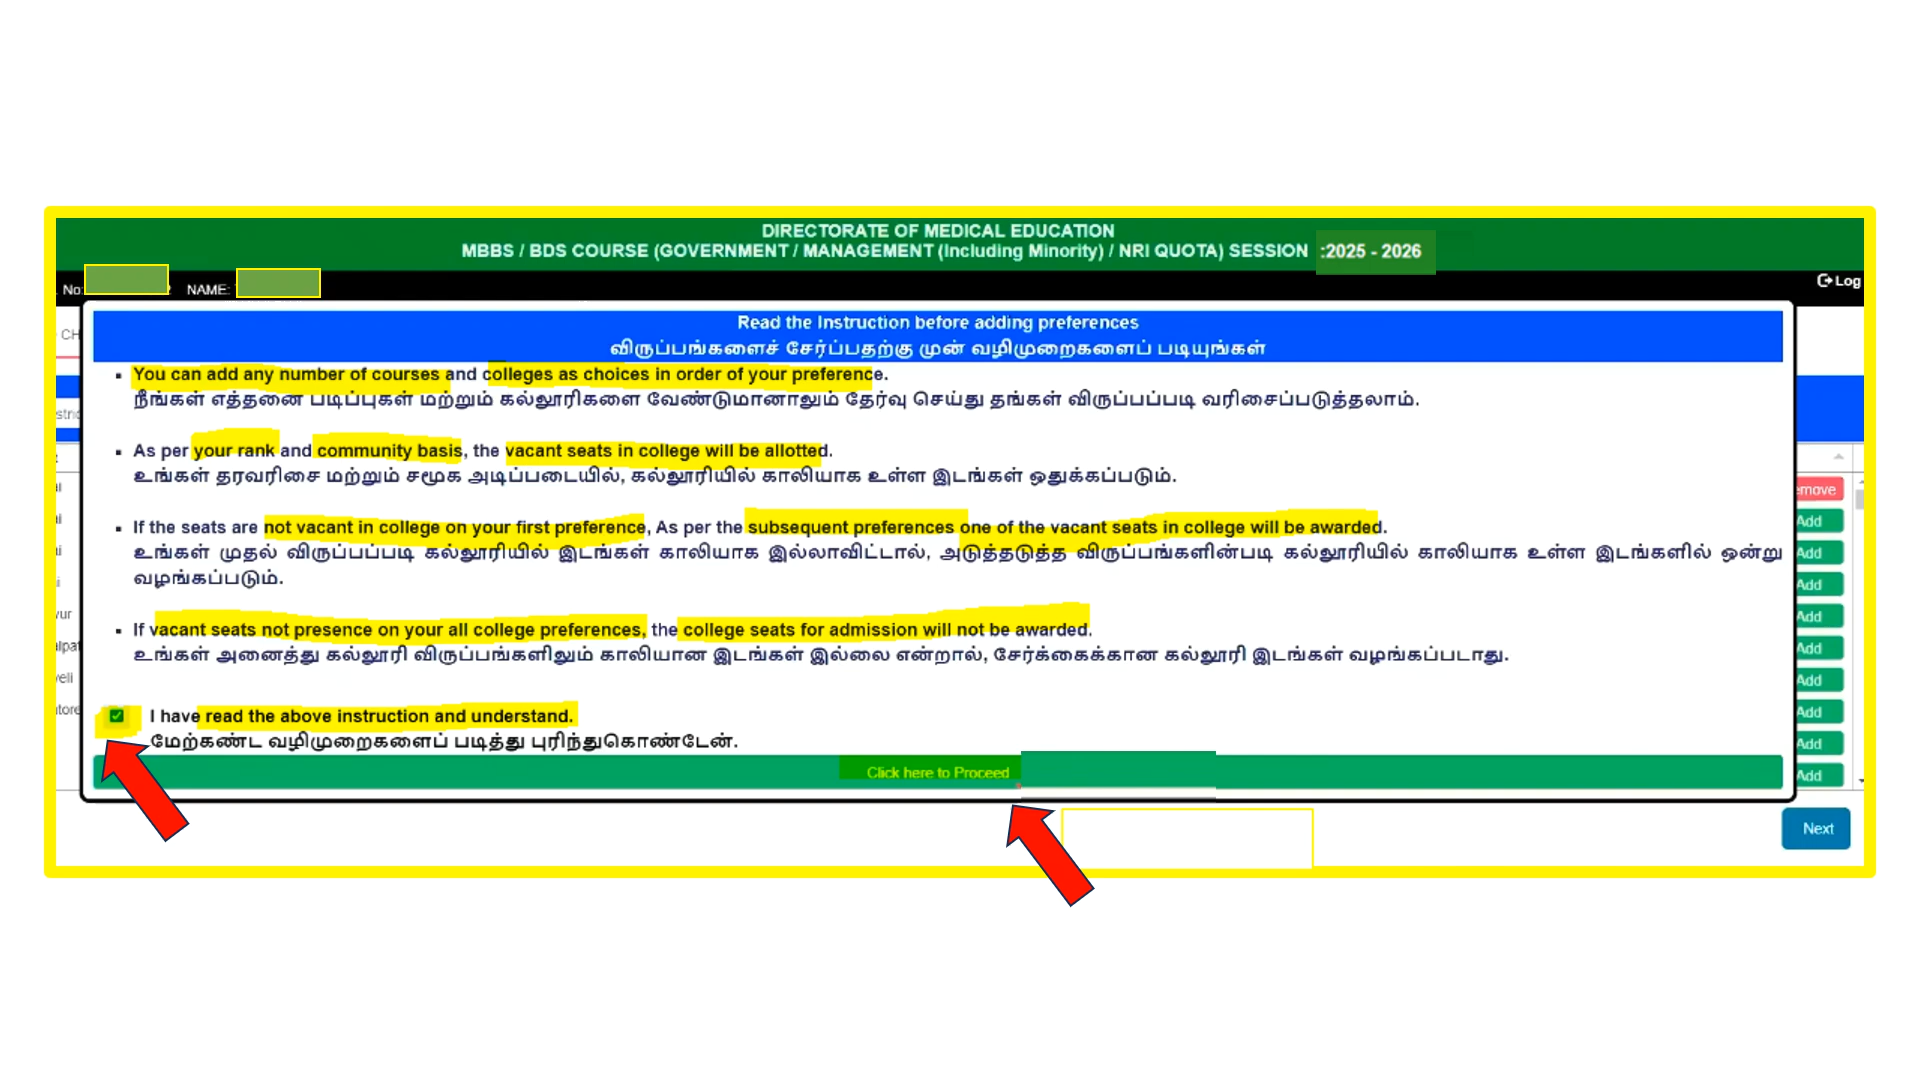 DIRECTORATE OF MEDICAL EDUCATION
MBBS / BDS COURSE (GOVERNMENT / MANAGEMENT (Including Minority) / NRI QUOTA) SESSION :2025 - 2026
No: NAME:
Log
CH
Read the Instruction before adding preferences
விருப்பங்களைச் சேர்ப்பதற்கு முன் வழிமுறைகளைப் படியுங்கள்
▪ You can add any number of courses and colleges as choices in order of your preference.
நீங்கள் எத்தனை படிப்புகள் மற்றும் கல்லூரிகளை வேண்டுமானாலும் தேர்வு செய்து தங்கள் விருப்பப்படி வரிசைப்படுத்தலாம்.
▪ As per your rank and community basis, the vacant seats in college will be allotted.
உங்கள் தரவரிசை மற்றும் சமூக அடிப்படையில், கல்லூரியில் காலியாக உள்ள இடங்கள் ஒதுக்கப்படும்.
▪ If the seats are not vacant in college on your first preference, As per the subsequent preferences one of the vacant seats in college will be awarded.
உங்கள் முதல் விருப்பப்படி கல்லூரியில் இடங்கள் காலியாக இல்லாவிட்டால், அடுத்தடுத்த விருப்பங்களின்படி கல்லூரியில் காலியாக உள்ள இடங்களில் ஒன்று
வழங்கப்படும்.
▪ If vacant seats not presence on your all college preferences, the college seats for admission will not be awarded.
உங்கள் அனைத்து கல்லூரி விருப்பங்களிலும் காலியான இடங்கள் இல்லை என்றால், சேர்க்கைக்கான கல்லூரி இடங்கள் வழங்கப்படாது.
I have read the above instruction and understand.
மேற்கண்ட வழிமுறைகளைப் படித்து புரிந்துகொண்டேன்.
Click here to Proceed
emove
Add
Add
Add
Add
Add
Add
Add
Add
Add
Next